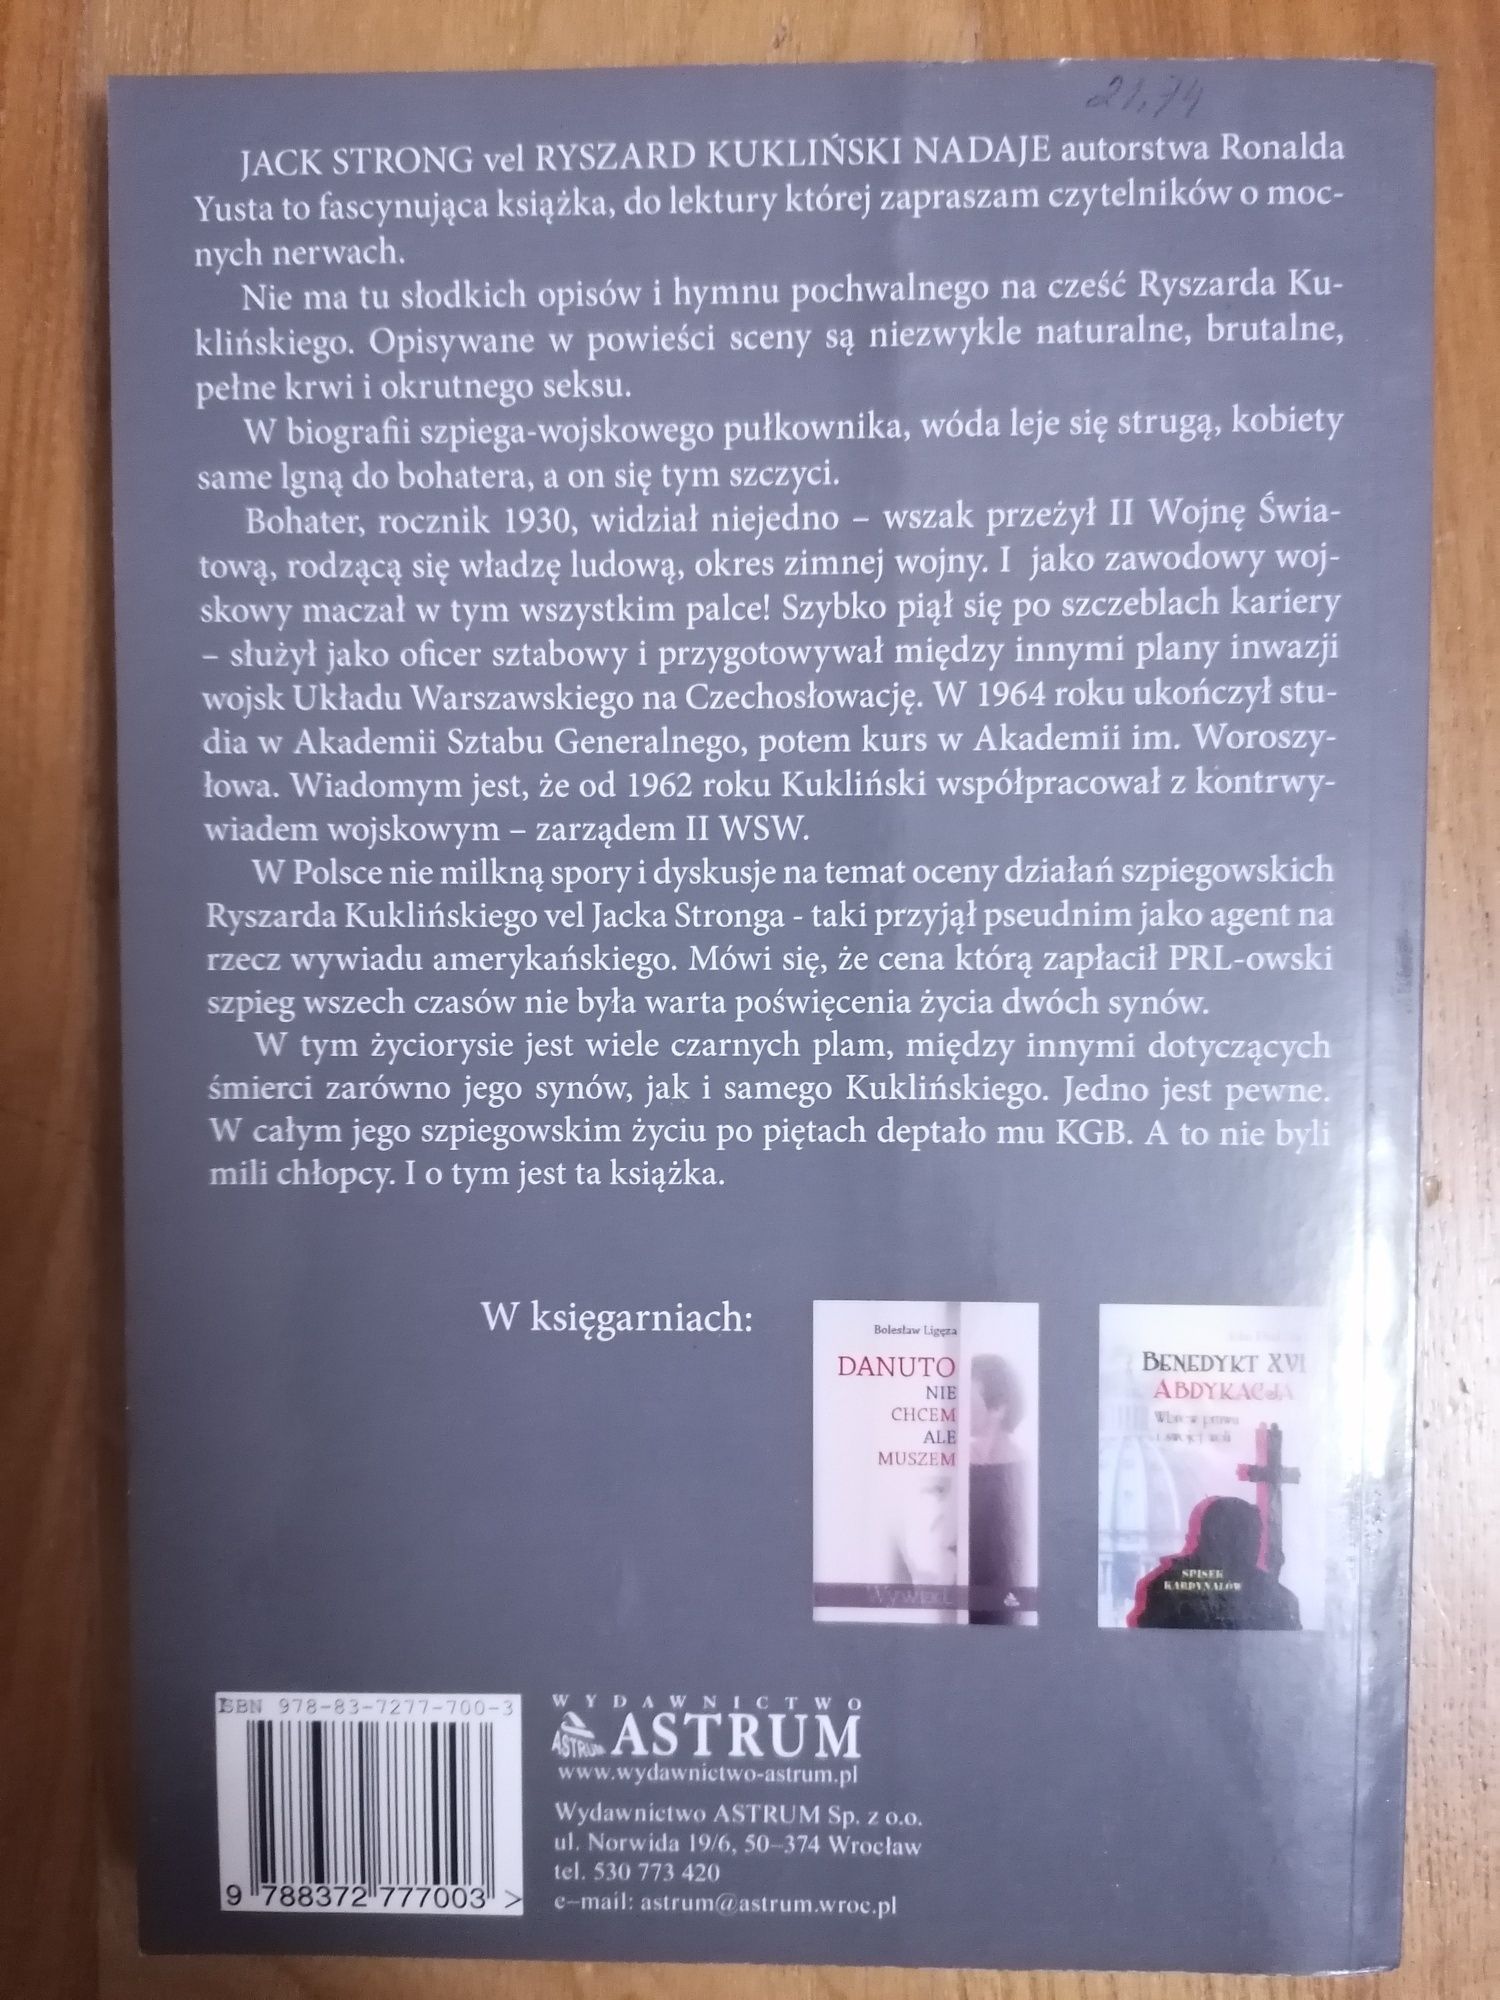 21,74
JACK STRONG vel RYSZARD KUKLIŃSKI NADAJE autorstwa Ronalda
Yusta to fascynująca książka, do lektury której zapraszam czytelników o moc-
nych nerwach.
Nie ma tu słodkich opisów i hymnu pochwalnego na cześć Ryszarda Ku-
klińskiego. Opisywane w powieści sceny są niezwykle naturalne, brutalne,
pełne krwi i okrutnego seksu.
W biografii szpiega-wojskowego pułkownika, wóda leje się strugą, kobiety
same lgną do bohatera, a on się tym szczyci.
Bohater, rocznik 1930, widział niejedno – wszak przeżył II Wojnę Świa-
tową, rodzącą się władzę ludową, okres zimnej wojny. I jako zawodowy woj-
skowy maczał w tym wszystkim palce! Szybko piął się po szczeblach kariery
– służył jako oficer sztabowy i przygotowywał między innymi plany inwazji
wojsk Układu Warszawskiego na Czechosłowację. W 1964 roku ukończył stu-
dia w Akademii Sztabu Generalnego, potem kurs w Akademii im. Woroszy-
łowa. Wiadomym jest, że od 1962 roku Kukliński współpracował z kontrwy-
wiadem wojskowym – zarządem II WSW.
W Polsce nie milkną spory i dyskusje na temat oceny działań szpiegowskich
Ryszarda Kuklińskiego vel Jacka Stronga - taki przyjął pseudnim jako agent na
rzecz wywiadu amerykańskiego. Mówi się, że cena którą zapłacił PRL-owski
szpieg wszech czasów nie była warta poświęcenia życia dwóch synów.
W tym życiorysie jest wiele czarnych plam, między innymi dotyczących
śmierci zarówno jego synów, jak i samego Kuklińskiego. Jedno jest pewne.
W całym jego szpiegowskim życiu po piętach deptało mu KGB. A to nie byli
mili chłopcy. I o tym jest ta książka.
W księgarniach:
Bolesław Ligęza
DANUTO
NIE
CHCEM
ALE
MUSZEM
Wywiad
BENEDYKT XVI
ABDYKACJA
Wbrew prawu
i swojej woli
SPISEK
KARDYNAŁÓW
ISBN 978-83-7277-700-3
9 788372 777003 >
WYDAWNICTWO
ASTRUM
ASTRUM
www.wydawnictwo-astrum.pl
Wydawnictwo ASTRUM Sp. z o.o.
ul. Norwida 19/6, 50–374 Wrocław
tel. 530 773 420
e–mail: astrum@astrum.wroc.pl